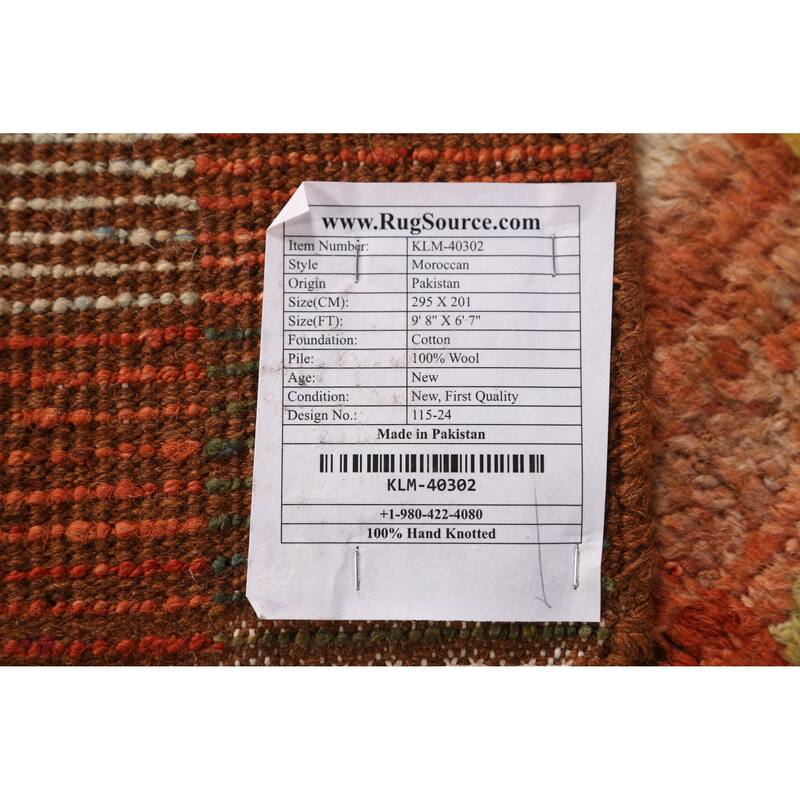 www.RugSource.com
Item Number: KLM-40302
Style Moroccan
Origin Pakistan
Size(CM): 295 X 201
Size(FT): 9' 8" X 6' 7"
Foundation: Cotton
Pile: 100% Wool
Age: New
Condition: New, First Quality
Design No.: 115-24
Made in Pakistan
KLM-40302
+1-980-422-4080
100% Hand Knotted